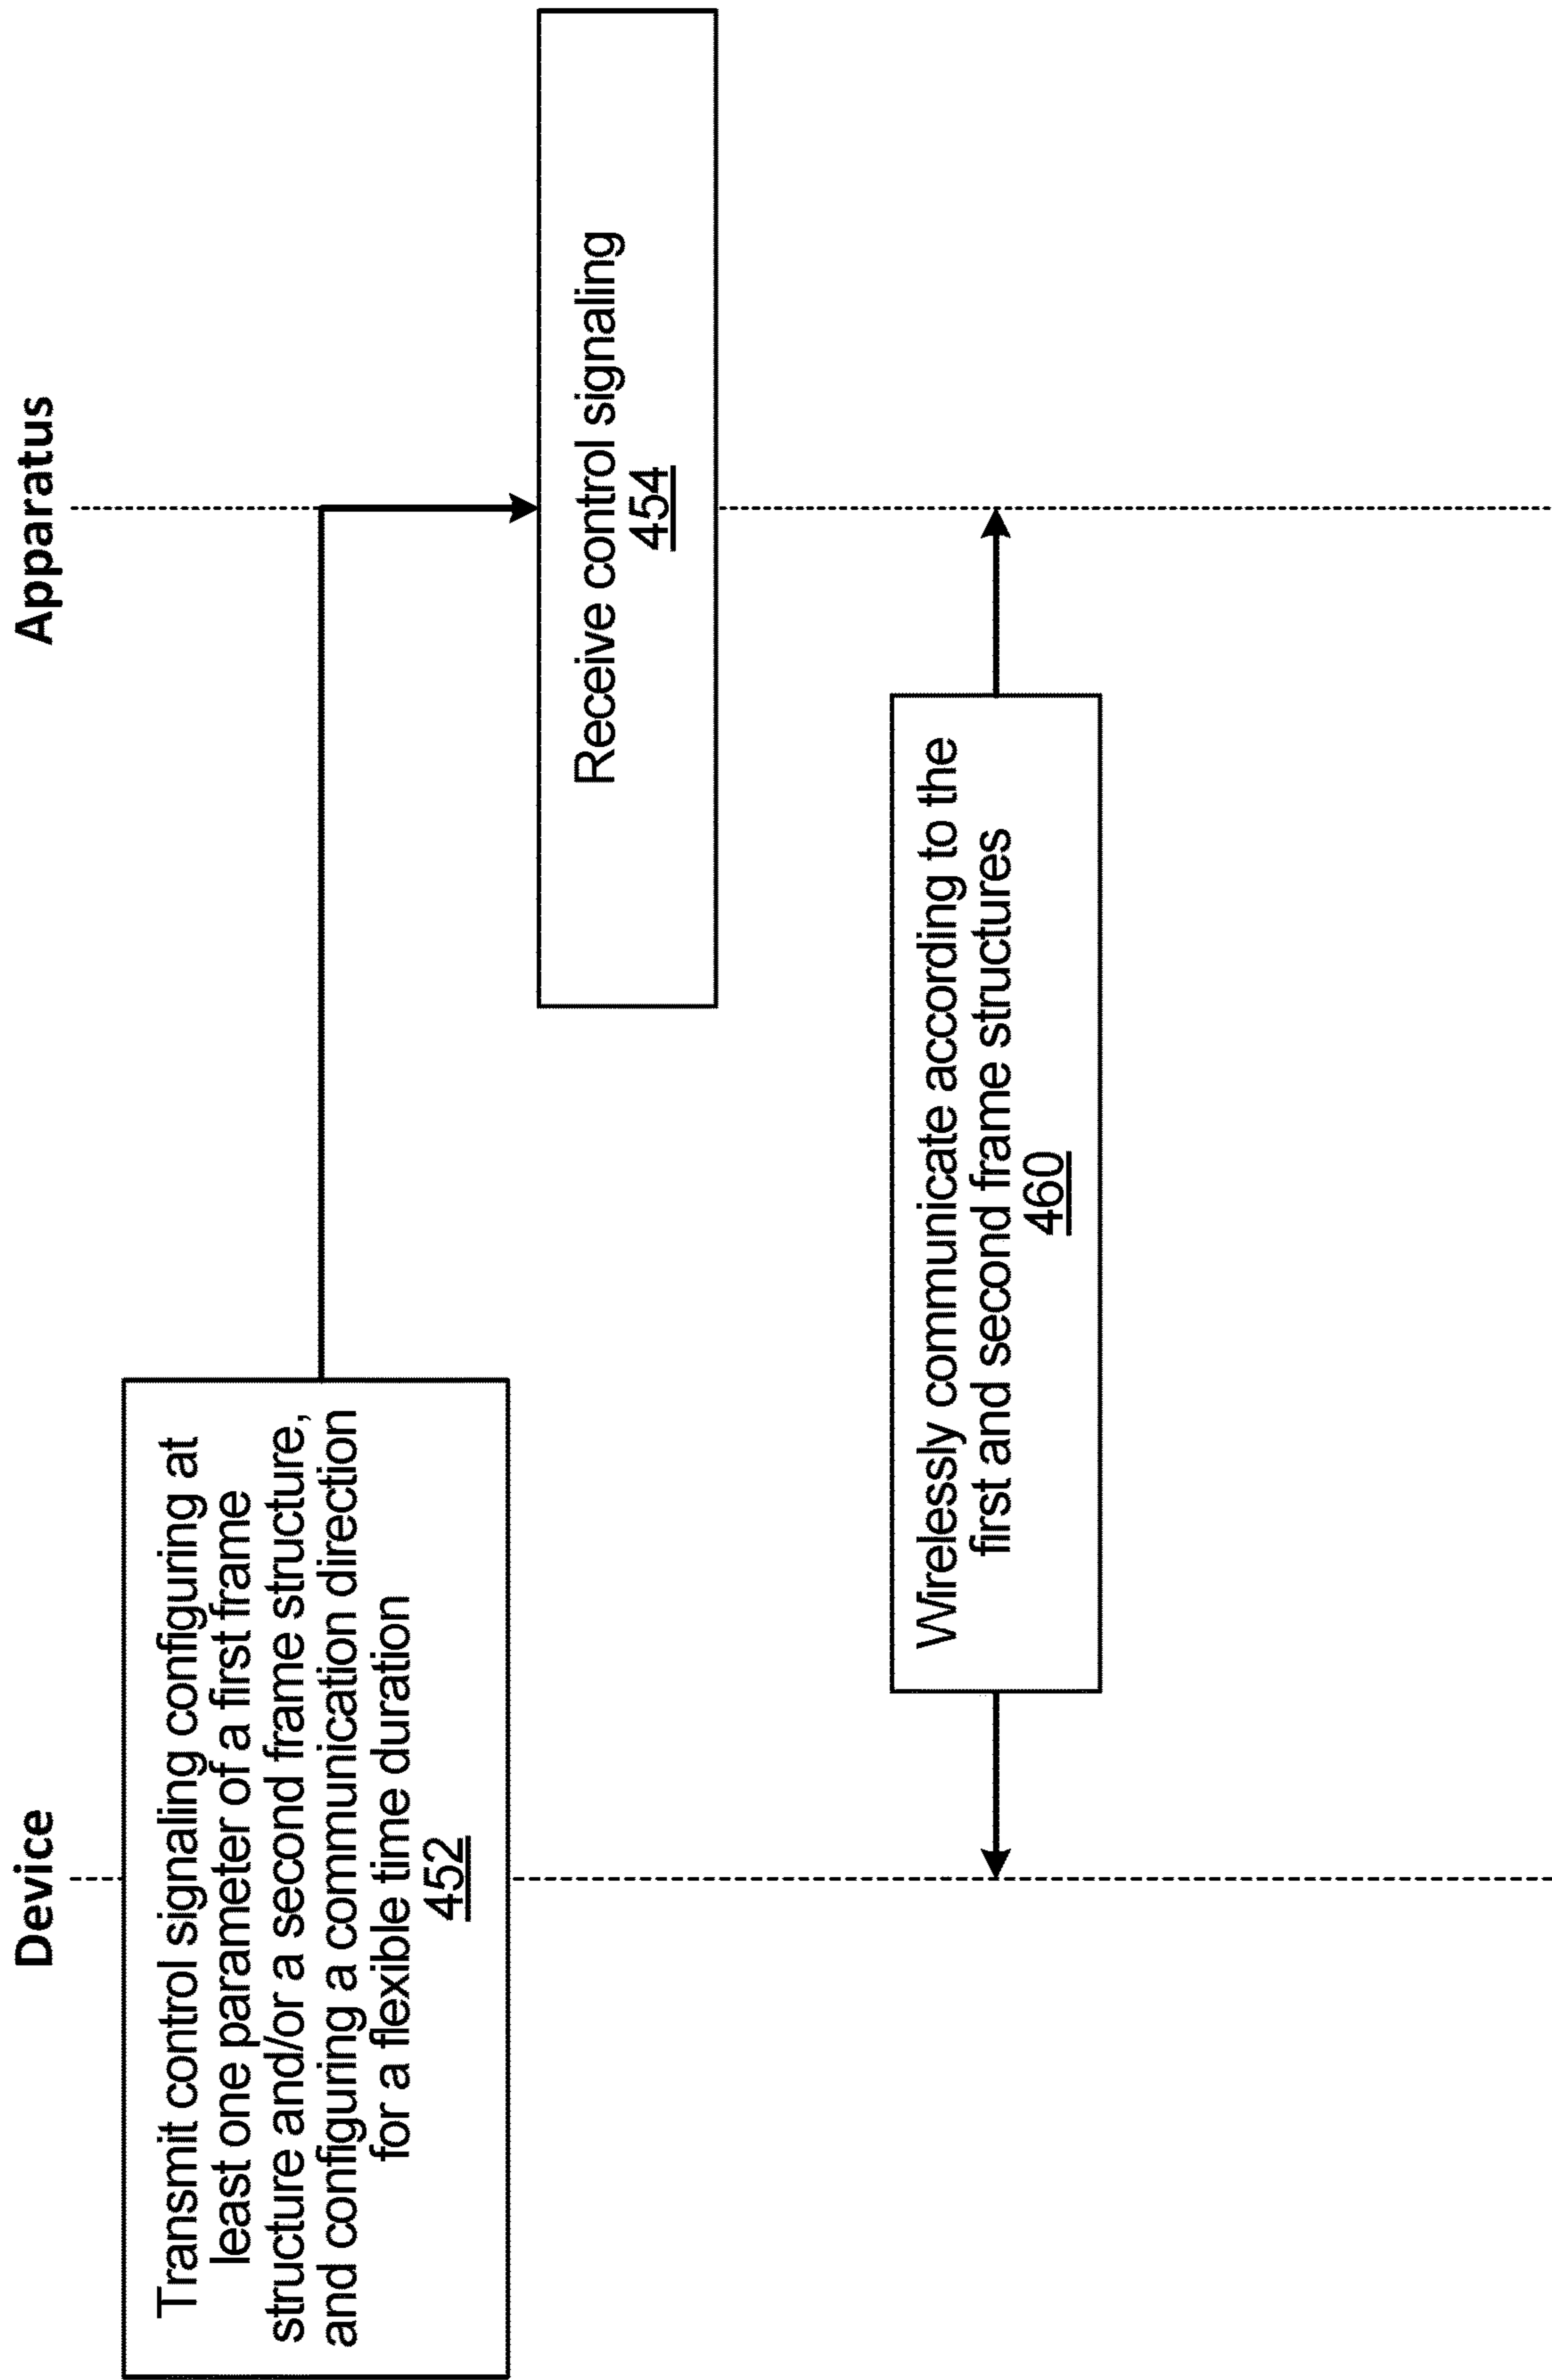 Device
Apparatus
Transmit control signaling configuring at
least one parameter of a first frame
structure and/or a second frame structure,
and configuring a communication direction
for a flexible time duration
452
Receive control signaling
454
Wirelessly communicate according to the
first and second frame structures
460